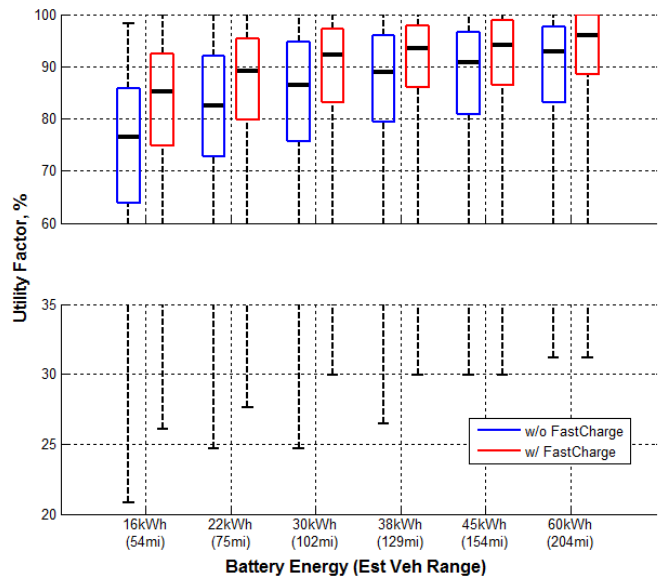 100
90
80
70
60
Utility Factor, %
35
30
25
20
w/o FastCharge
w/ FastCharge
16kWh 22kWh 30kWh 38kWh 45kWh 60kWh
(54mi) (75mi) (102mi) (129mi) (154mi) (204mi)
Battery Energy (Est Veh Range)